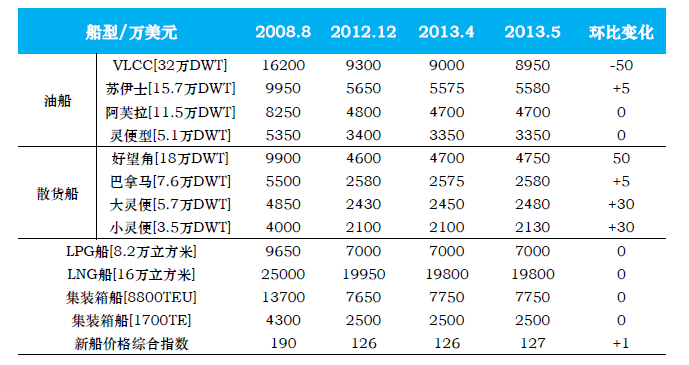 船型/万美元 2008.8 2012.12 2013.4 2013.5 环比变化
油船
VLCC[32万DWT] 16200 9300 9000 8950 -50
苏伊士[15.7万DWT] 9950 5650 5575 5580 +5
阿芙拉[11.5万DWT] 8250 4800 4700 4700 0
灵便型[5.1万DWT] 5350 3400 3350 3350 0
散货船
好望角[18万DWT] 9900 4600 4700 4750 50
巴拿马[7.6万DWT] 5500 2580 2575 2580 +5
大灵便[5.7万DWT] 4850 2430 2450 2480 +30
小灵便[3.5万DWT] 4000 2100 2100 2130 +30
LPG船[8.2万立方米] 9650 7000 7000 7000 0
LNG船[16万立方米] 25000 19950 19800 19800 0
集装箱船[8800TEU] 13700 7650 7750 7750 0
集装箱船[1700TE] 4300 2500 2500 2500 0
新船价格综合指数 190 126 126 127 +1